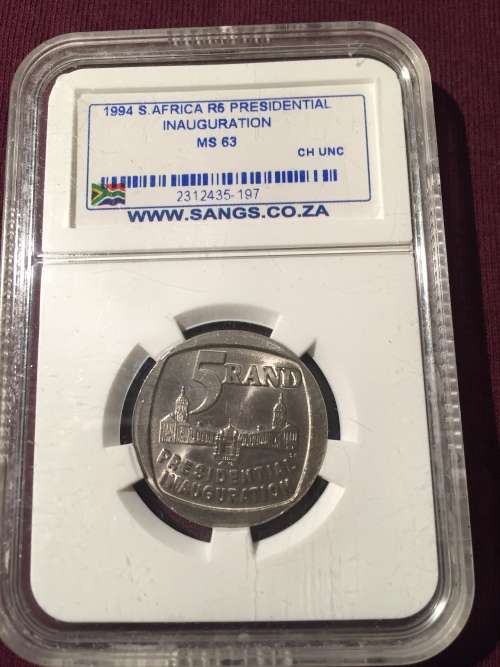 1994 S.AFRICA R5 PRESIDENTIAL
INAUGURATION
MS 63
CH UNC
2312435-197
WWW.SANGS.CO.ZA
5 RAND
PRESIDENTIAL
INAUGURATION